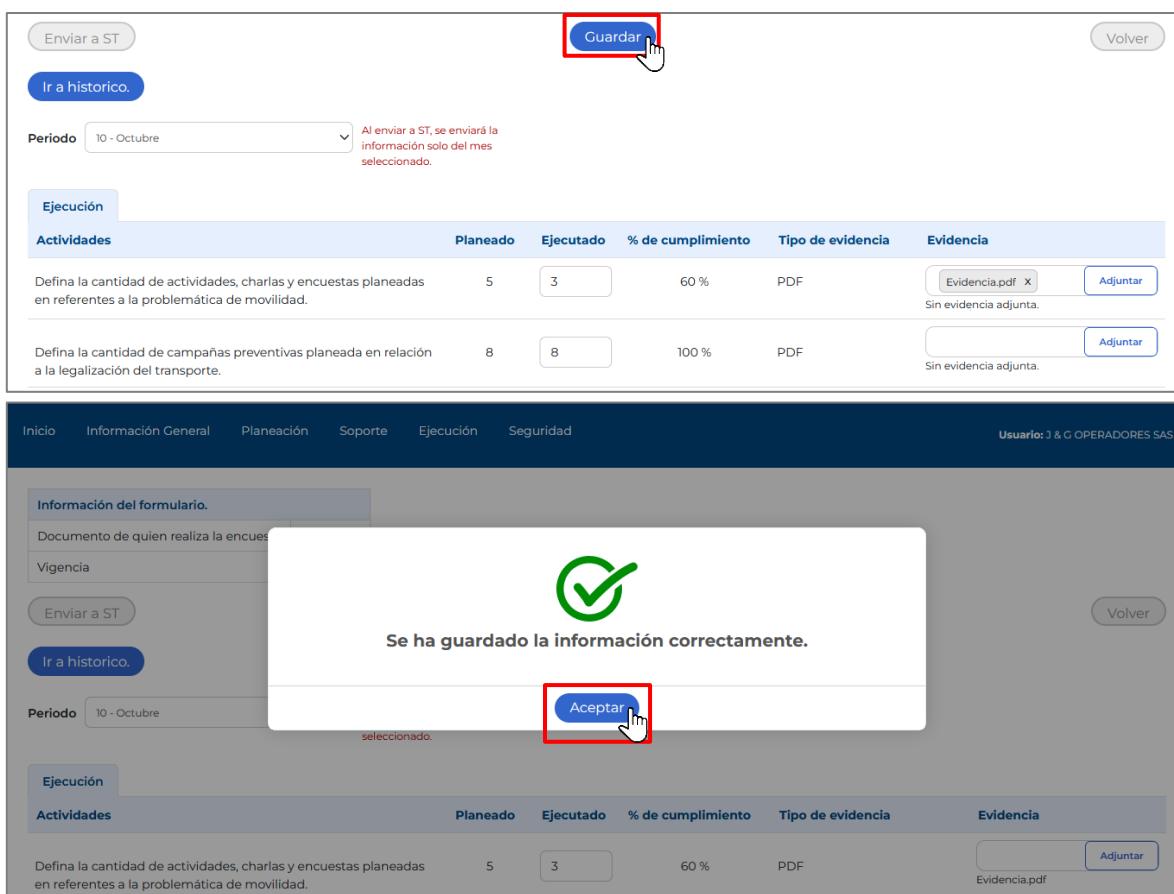 Enviar a ST
Guardar
Volver
Ir a historico.
Periodo
10 - Octubre
Al enviar a ST, se enviará la
información solo del mes
seleccionado.
Ejecución
Actividades Planeado Ejecutado % de cumplimiento Tipo de evidencia Evidencia
Defina la cantidad de actividades, charlas y encuestas planeadas
en referentes a la problemática de movilidad.
5 3 60 % PDF Evidencia.pdf x Adjuntar
Sin evidencia adjunta.
Defina la cantidad de campañas preventivas planeada en relación
a la legalización del transporte.
8 8 100 % PDF Adjuntar
Sin evidencia adjunta.
Inicio Información General Planeación Soporte Ejecución Seguridad Usuario: J & G OPERADORES SAS
Información del formulario.
Documento de quien realiza la encues
Vigencia
Enviar a ST
Volver
Se ha guardado la información correctamente.
Ir a historico.
Aceptar
Periodo
10 - Octubre
seleccionado.
Ejecución
Actividades Planeado Ejecutado % de cumplimiento Tipo de evidencia Evidencia
Defina la cantidad de actividades, charlas y encuestas planeadas
en referentes a la problemática de movilidad.
5 3 60 % PDF Adjuntar
Evidencia.pdf